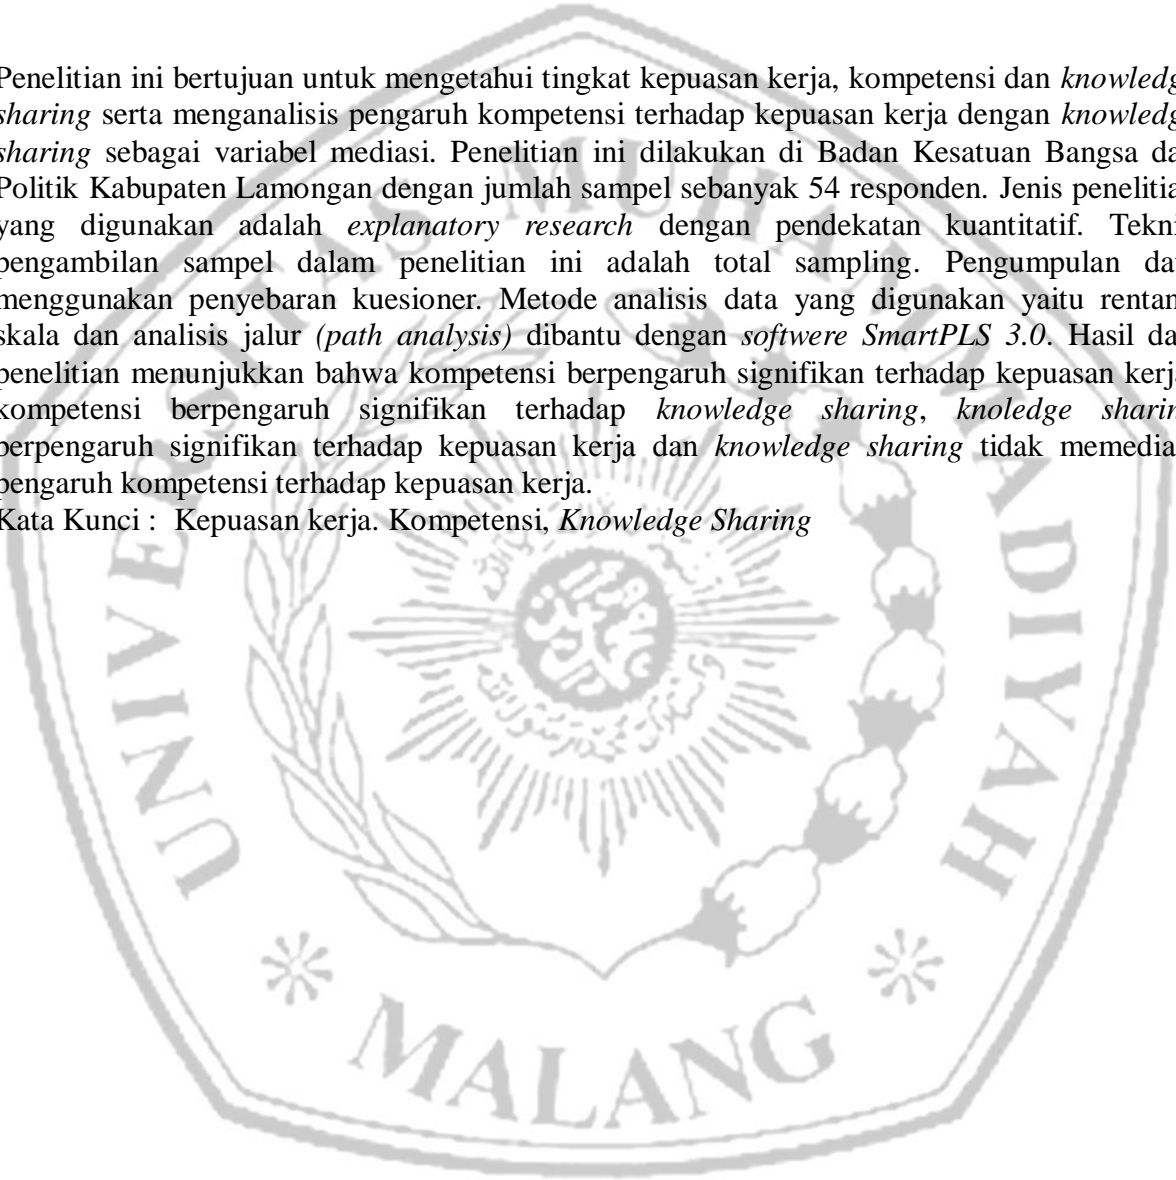 Penelitian ini bertujuan untuk mengetahui tingkat kepuasan kerja, kompetensi dan knowledg
sharing serta menganalisis pengaruh kompetensi terhadap kepuasan kerja dengan knowledg
sharing sebagai variabel mediasi. Penelitian ini dilakukan di Badan Kesatuan Bangsa da
Politik Kabupaten Lamongan dengan jumlah sampel sebanyak 54 responden. Jenis penelitia
yang digunakan adalah explanatory research dengan pendekatan kuantitatif. Tekni
pengambilan sampel dalam penelitian ini adalah total sampling. Pengumpulan dat
menggunakan penyebaran kuesioner. Metode analisis data yang digunakan yaitu rentan
skala dan analisis jalur (path analysis) dibantu dengan softwere SmartPLS 3.0. Hasil da
penelitian menunjukkan bahwa kompetensi berpengaruh signifikan terhadap kepuasan kerja
kompetensi berpengaruh signifikan terhadap knowledge sharing, knoledge sharin
berpengaruh signifikan terhadap kepuasan kerja dan knowledge sharing tidak memedia
pengaruh kompetensi terhadap kepuasan kerja.
Kata Kunci : Kepuasan kerja. Kompetensi, Knowledge Sharing
UNIVERSITAS MUHAMMADIYAH
MALANG